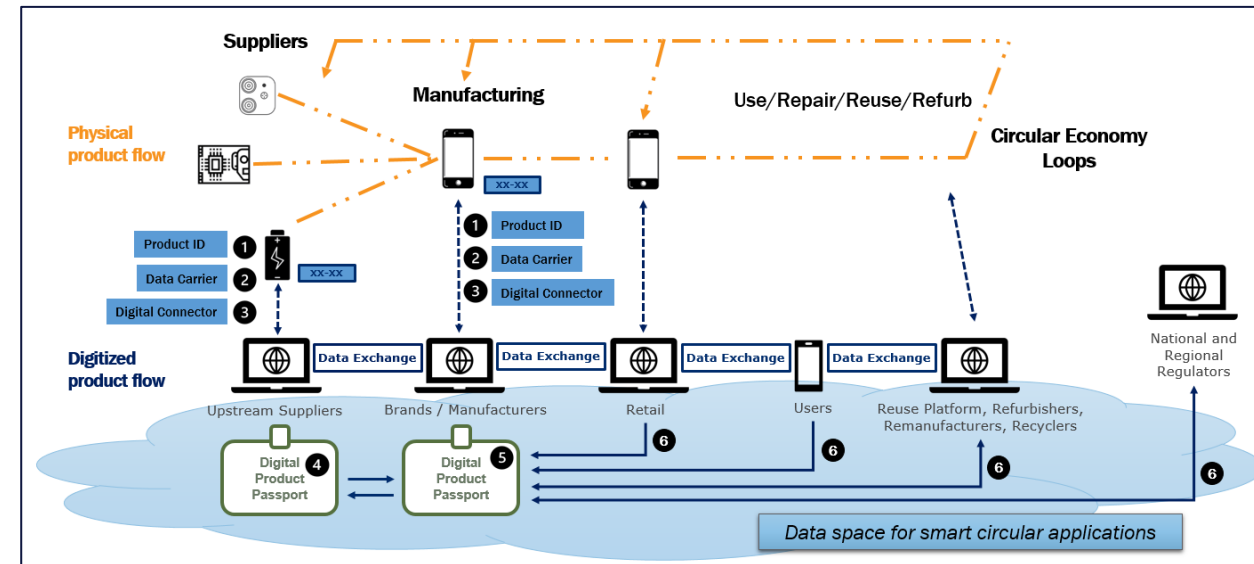 Suppliers
Manufacturing
Use/Repair/Reuse/Refurb
Physical
product flow
Circular Economy
Loops
xx-xx
Product ID
1
Data Carrier
2
Digital Connector
3
xx-xx
1
Product ID
2
Data Carrier
3
Digital Connector
Digitized
product flow
Data Exchange
Data Exchange
Data Exchange
Data Exchange
National and
Regional
Regulators
Upstream Suppliers
Brands / Manufacturers
Retail
Users
Reuse Platform, Refurbishers,
Remanufacturers, Recyclers
Digital
Product
Passport
4
Digital
Product
Passport
5
6
6
6
6
Data space for smart circular applications